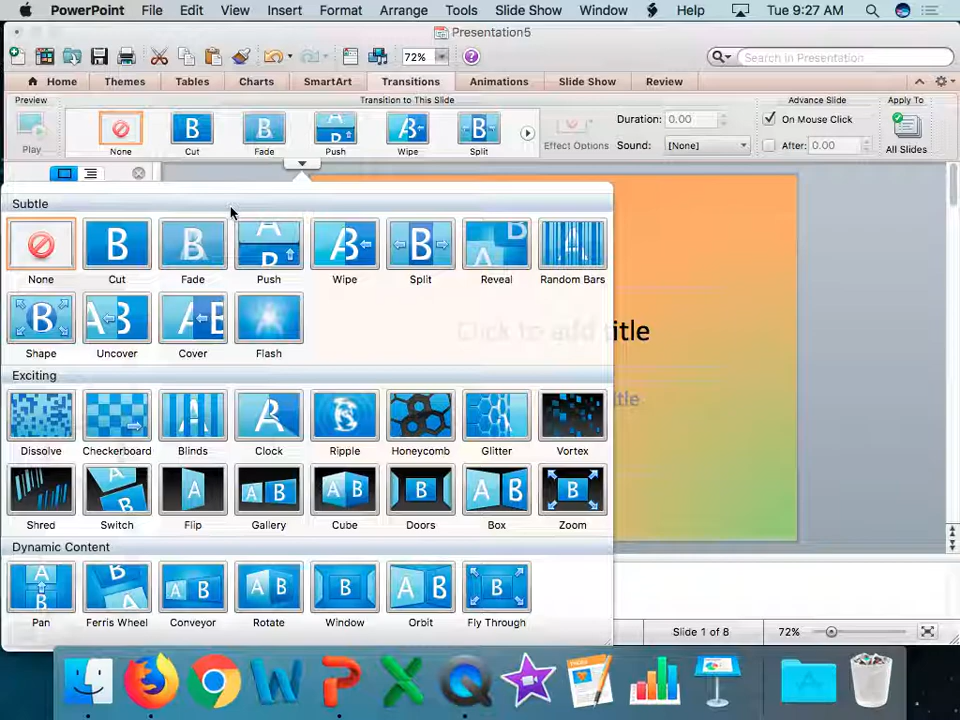 PowerPoint File Edit View Insert Format Arrange Tools Slide Show Window Help Tue 9:27 AM
Presentation5
72% Search in Presentation
Home Themes Tables Charts SmartArt Transitions Animations Slide Show Review
Preview Transition to This Slide Advance Slide Apply To
Duration: 0.00 On Mouse Click
Play None Cut Fade Push Wipe Split Effect Options Sound: [None] After: 0.00 All Slides
Subtle
None Cut Fade Push Wipe Split Reveal Random Bars
Click to add title
Shape Uncover Cover Flash
Exciting
title
Dissolve Checkerboard Blinds Clock Ripple Honeycomb Glitter Vortex
Shred Switch Flip Gallery Cube Doors Box Zoom
Dynamic Content
Pan Ferris Wheel Conveyor Rotate Window Orbit Fly Through
Slide 1 of 8 72%